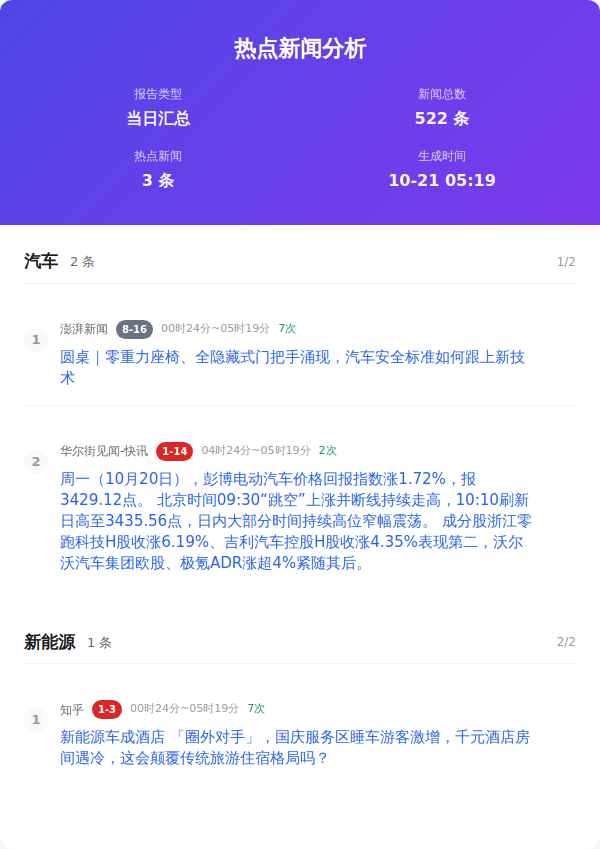 热点新闻分析
报告类型
新闻总数
当日汇总
522 条
热点新闻
生成时间
3 条
10-21 05:19
汽车 2 条 1/2
1 澎湃新闻 8-16 00时24分~05时19分 7次
圆桌｜零重力座椅、全隐藏式门把手涌现，汽车安全标准如何跟上新技
术
2 华尔街见闻-快讯 1-14 04时24分~05时19分 2次
周一（10月20日），彭博电动汽车价格回报指数涨1.72%，报
3429.12点。 北京时间09:30“跳空”上涨并断线持续走高，10:10刷新
日高至3435.56点，日内大部分时间持续高位窄幅震荡。 成分股浙江零
跑科技H股收涨6.19%、吉利汽车控股H股收涨4.35%表现第二，沃尔
沃汽车集团欧股、极氪ADR涨超4%紧随其后。
新能源 1 条 2/2
1 知乎 1-3 00时24分~05时19分 7次
新能源车成酒店 「圈外对手」，国庆服务区睡车游客激增，千元酒店房
间遇冷，这会颠覆传统旅游住宿格局吗？